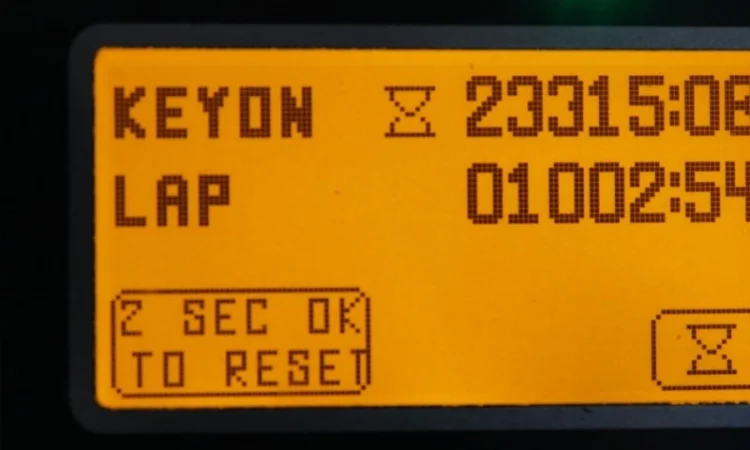 KEYON 23315:08
LAP 01002:54
2 SEC OK
TO RESET